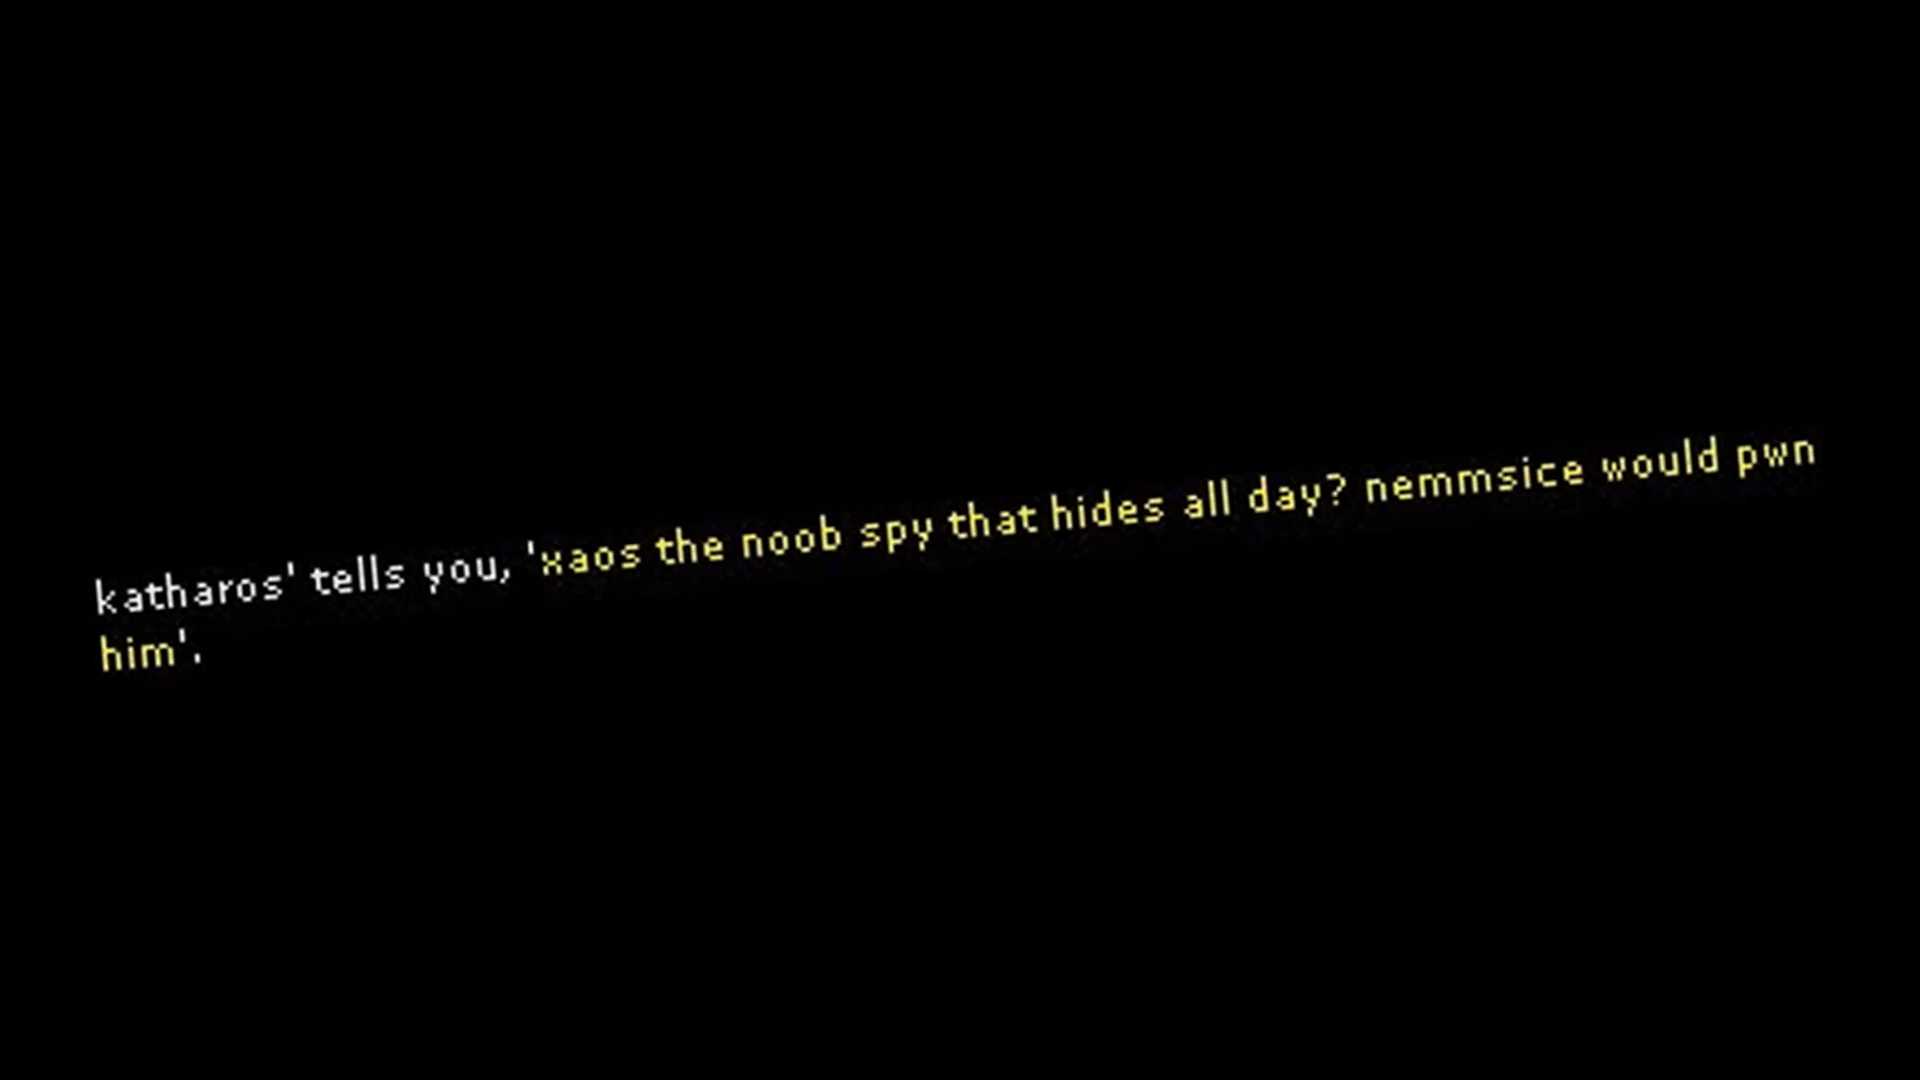 katharos' tells you, 'xaos the noob spy that hides all day? nemmsice would pwn
him'.